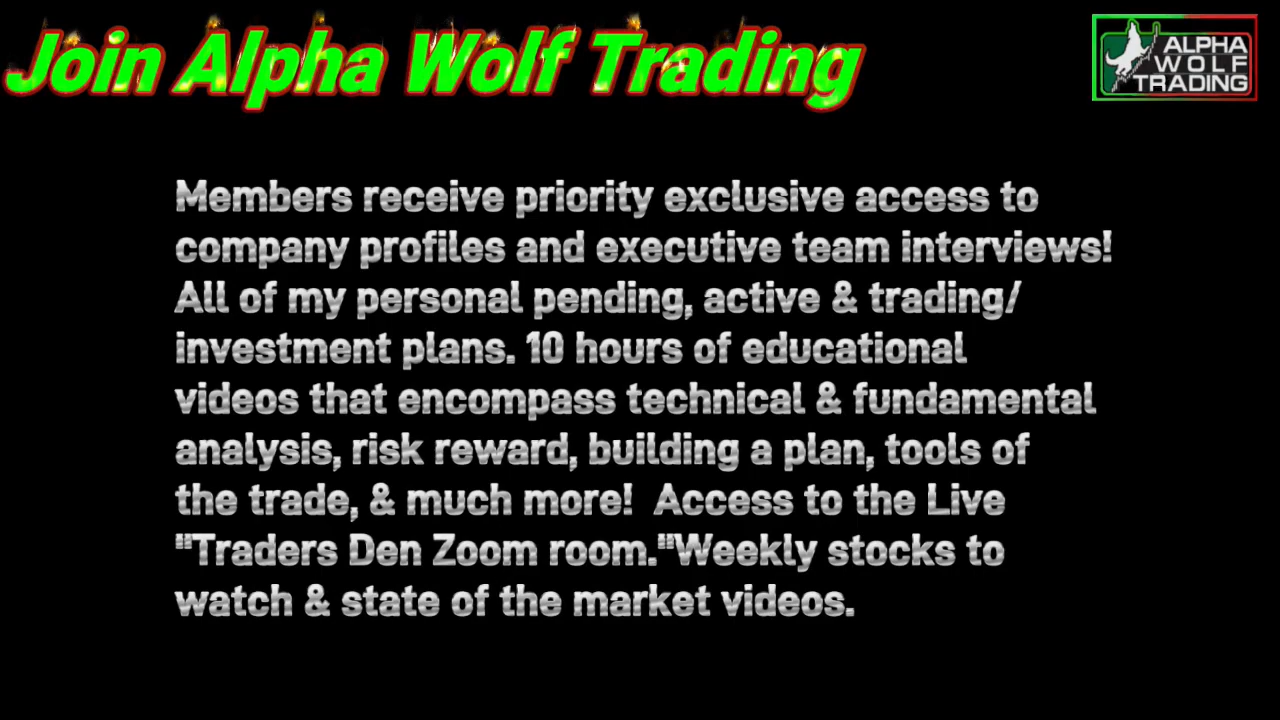 Join Alpha Wolf Trading
ALPHA
WOLF
TRADING
Members receive priority exclusive access to
company profiles and executive team interviews!
All of my personal pending, active & trading/
investment plans. 10 hours of educational
videos that encompass technical & fundamental
analysis, risk reward, building a plan, tools of
the trade, & much more!  Access to the Live
"Traders Den Zoom room."Weekly stocks to
watch & state of the market videos.